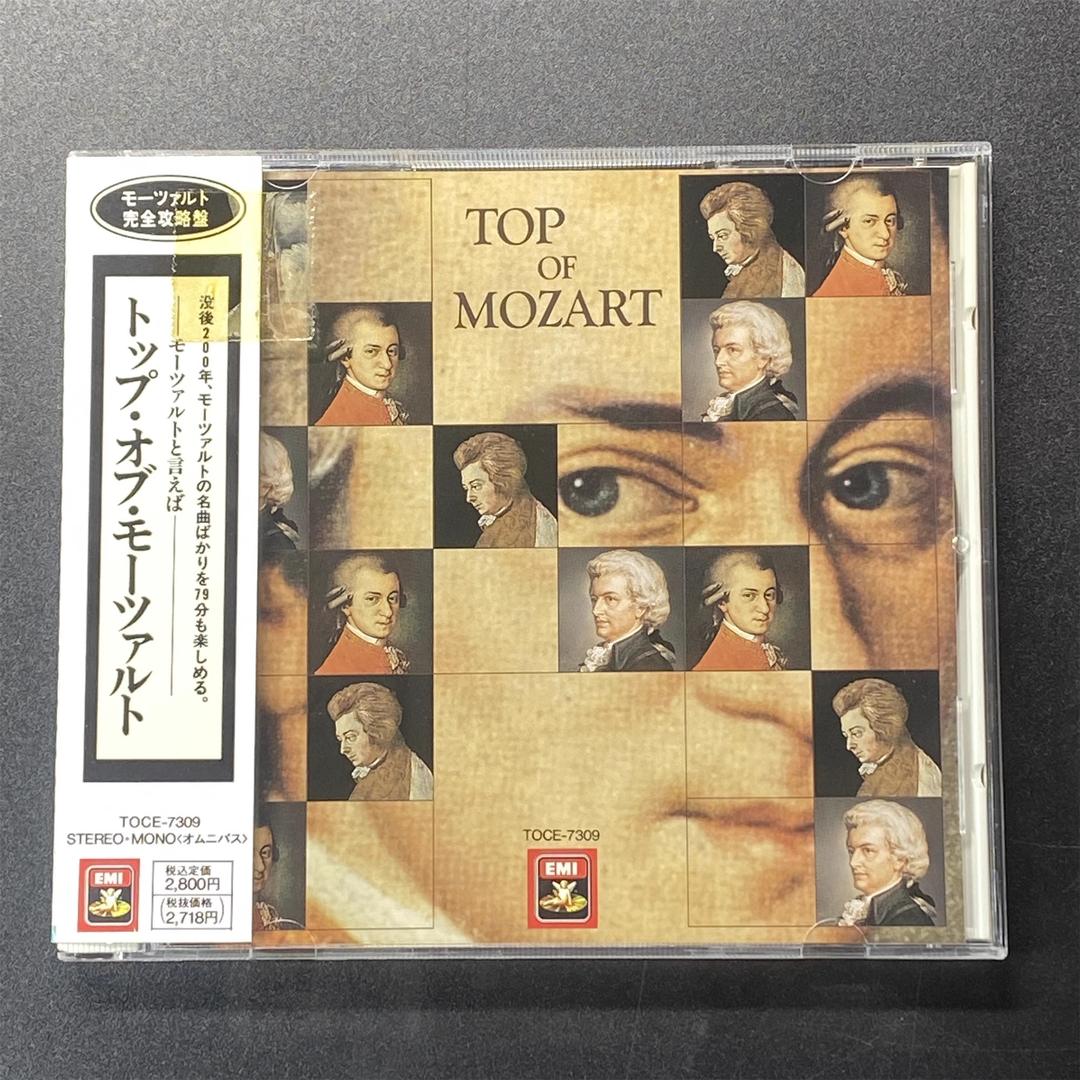 モーツァルト
完全攻略盤
没後200年、モーツァルトの名曲ばかりを79分も楽しめる。
——モーツァルトと言えば——
トップ・オブ・モーツァルト
TOCE-7309
STEREO・MONO〈オムニバス〉
EMI
税込定価
2,800円
(税抜価格
2,718円)
TOP
OF
MOZART
TOCE-7309
EMI